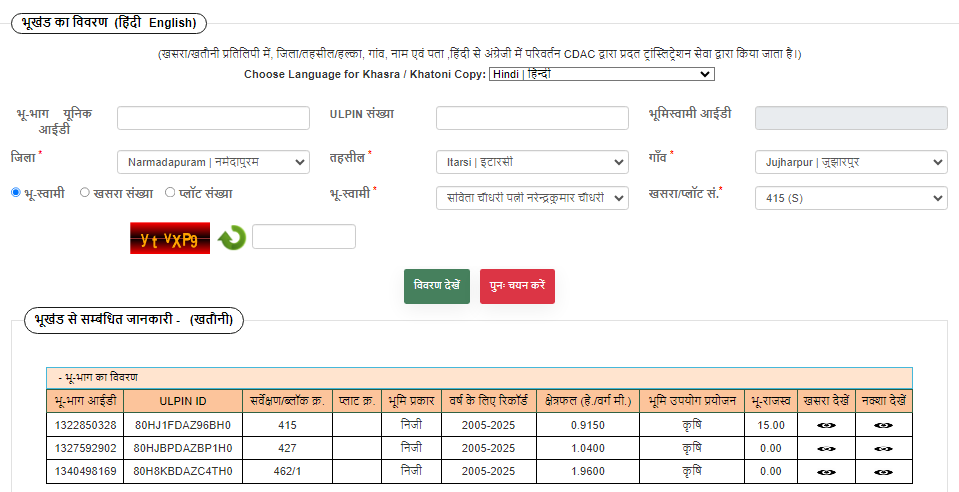 भूखंड का विवरण (हिंदी English)
(खसरा/खतौनी प्रतिलिपी में, जिला/तहसील/हल्का, गांव, नाम एवं पता ,हिंदी से अंग्रेजी में परिवर्तन CDAC द्वारा प्रदत ट्रांस्लिट्रेशन सेवा द्वारा किया जाता है।)
Choose Language for Khasra / Khatoni Copy: Hindi | हिन्दी
भू-भाग यूनिक आईडी ULPIN संख्या भूमिस्वामी आईडी
जिला * Narmadapuram | नर्मदापुरम तहसील * Itarsi | इटारसी गाँव * Jujharpur | जुझारपुर
भू-स्वामी खसरा संख्या प्लॉट संख्या भू-स्वामी * सविता चौधरी पत्नी नरेन्द्रकुमार चौधरी खसरा/प्लॉट सं.* 415 (S)
yt vXP9
विवरण देखें पुनः चयन करें
भूखंड से सम्बंधित जानकारी - (खतौनी)
- भू-भाग का विवरण
भू-भाग आईडी ULPIN ID सर्वेक्षण/ब्लॉक क्र. प्लाट क्र. भूमि प्रकार वर्ष के लिए रिकॉर्ड क्षेत्रफल (हे./वर्ग मी.) भूमि उपयोग प्रयोजन भू-राजस्व खसरा देखें नक्शा देखें
1322850328 80HJ1FDAZ96BH0 415 निजी 2005-2025 0.9150 कृषि 15.00
1327592902 80HJBPDAZBP1H0 427 निजी 2005-2025 1.0400 कृषि 0.00
1340498169 80H8KBDAZC4TH0 462/1 निजी 2005-2025 1.9600 कृषि 0.00